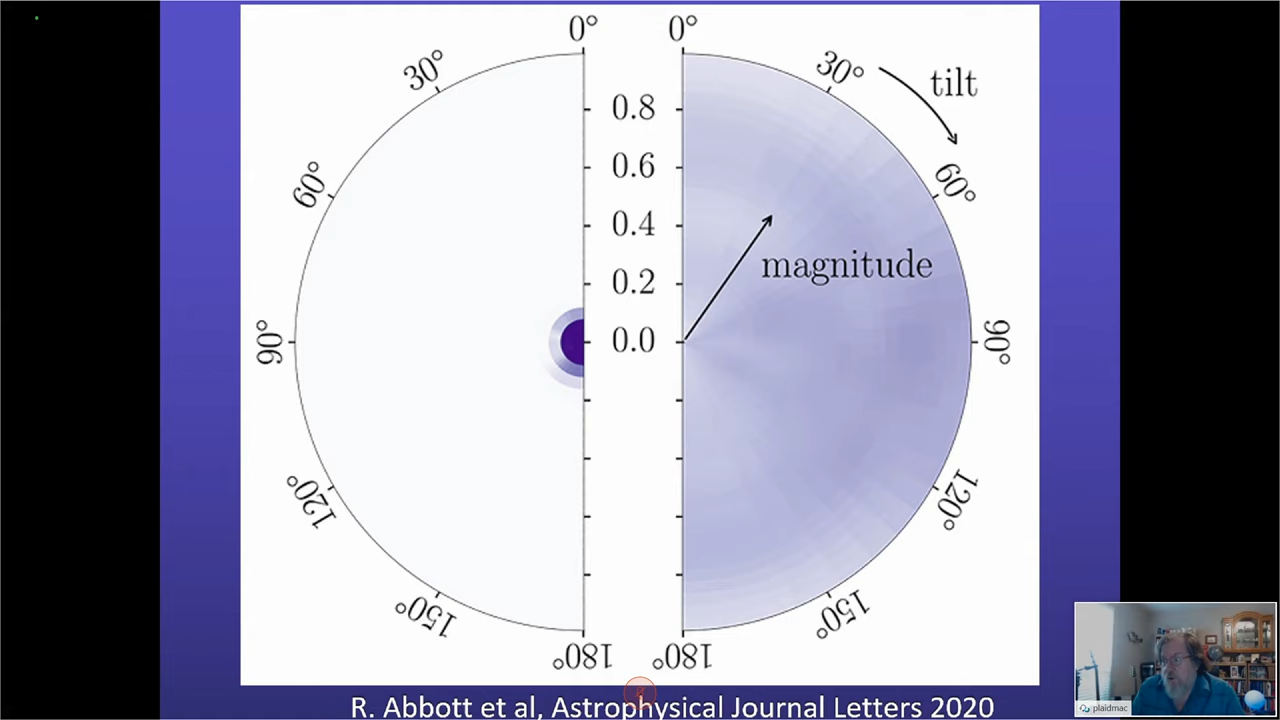 0° 0°
30° 30° tilt
0.8
60° 0.6 60°
0.4
magnitude
0.2
90° 0.0 90°
120° 120°
150° 150°
180° 180°
R. Abbott et al, Astrophysical Journal Letters 2020
plaidmac